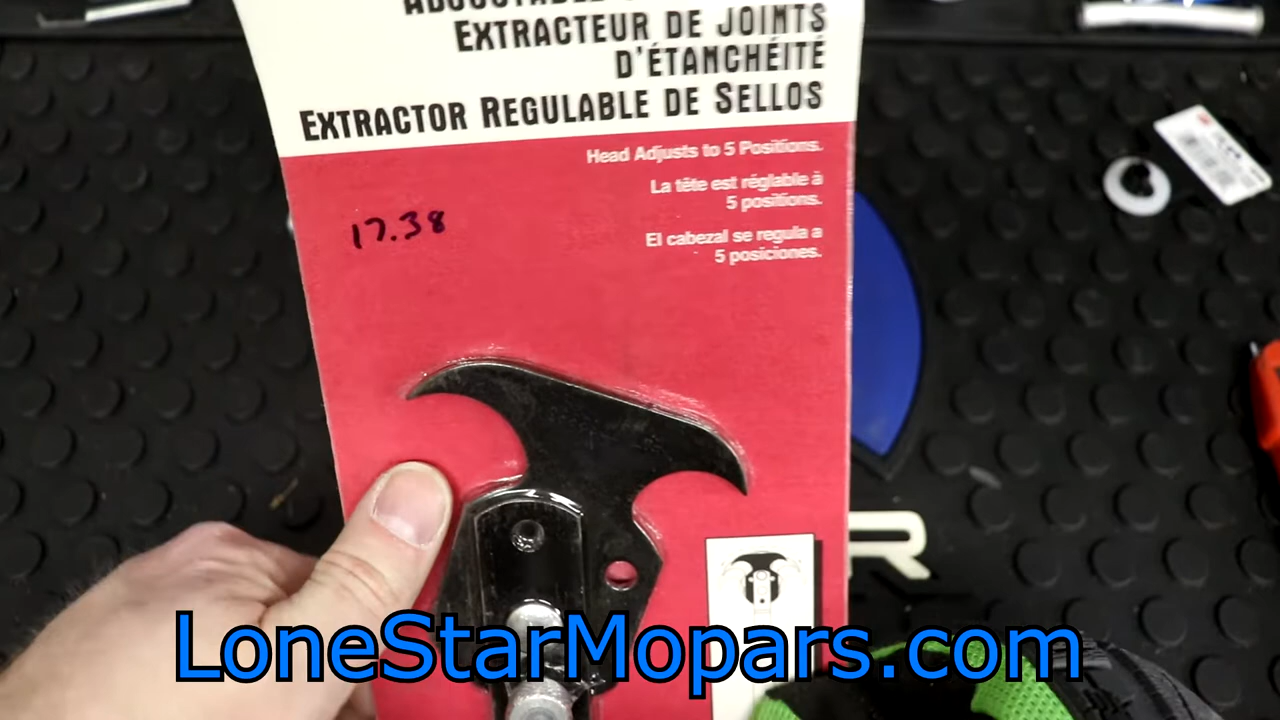 EXTRACTEUR DE JOINTS
D'ÉTANCHÉITÉ
EXTRACTOR REGULABLE DE SELLOS
Head Adjusts to 5 Positions.
La tête est réglable à
5 positions.
El cabezal se regula a
5 posiciones.
17.38
R
LoneStarMopars.com